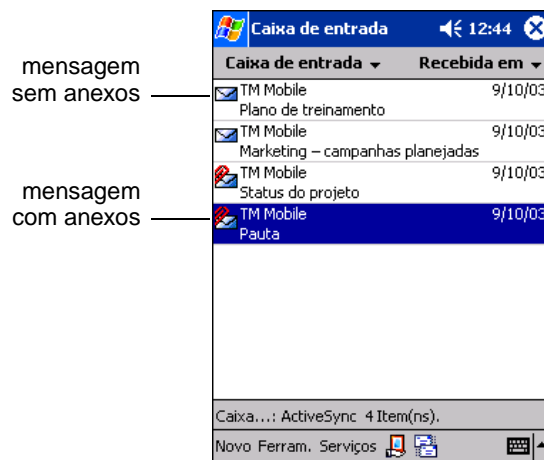 Caixa de entrada 12:44
Caixa de entrada Recebida em
mensagem
sem anexos
TM Mobile 9/10/03
Plano de treinamento
TM Mobile 9/10/03
Marketing – campanhas planejadas
mensagem
com anexos
TM Mobile 9/10/03
Status do projeto
TM Mobile 9/10/03
Pauta
Caixa...: ActiveSync 4 Item(ns).
Novo Ferram. Serviços